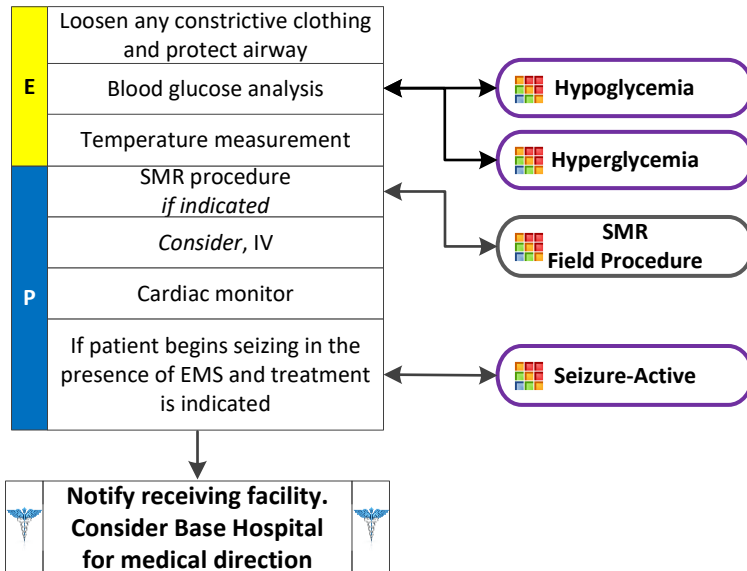 Loosen any constrictive clothing
and protect airway
E
Blood glucose analysis
Hypoglycemia
Temperature measurement
Hyperglycemia
SMR procedure
if indicated
Consider, IV
SMR
Field Procedure
P
Cardiac monitor
If patient begins seizing in the
presence of EMS and treatment
is indicated
Seizure-Active
Notify receiving facility.
Consider Base Hospital
for medical direction